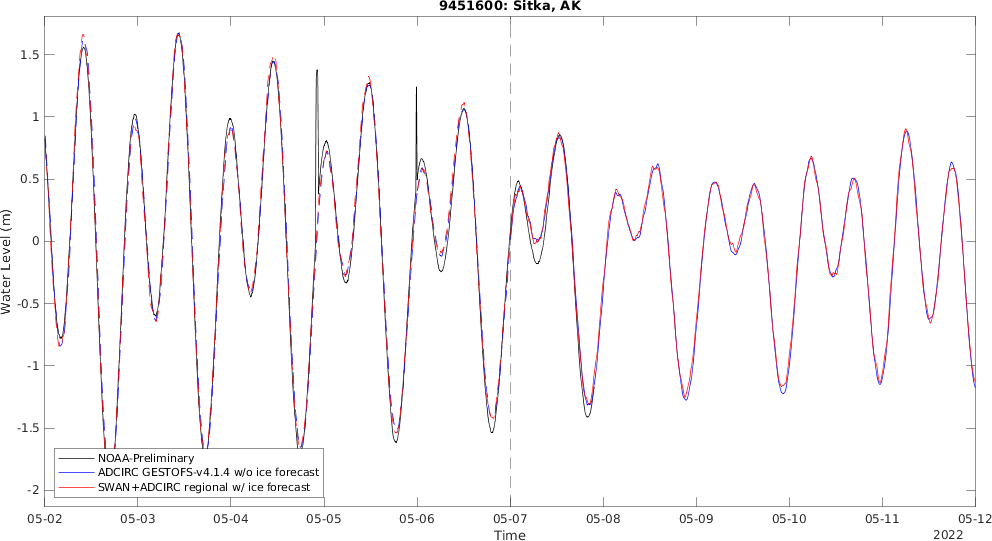 9451600: Sitka, AK
Water Level (m)
1.5
1
0.5
0
-0.5
-1
-1.5
-2
NOAA-Preliminary
ADCIRC GESTOFS-v4.1.4 w/o ice forecast
SWAN+ADCIRC regional w/ ice forecast
05-02 05-03 05-04 05-05 05-06 05-07 05-08 05-09 05-10 05-11 05-12
Time 2022